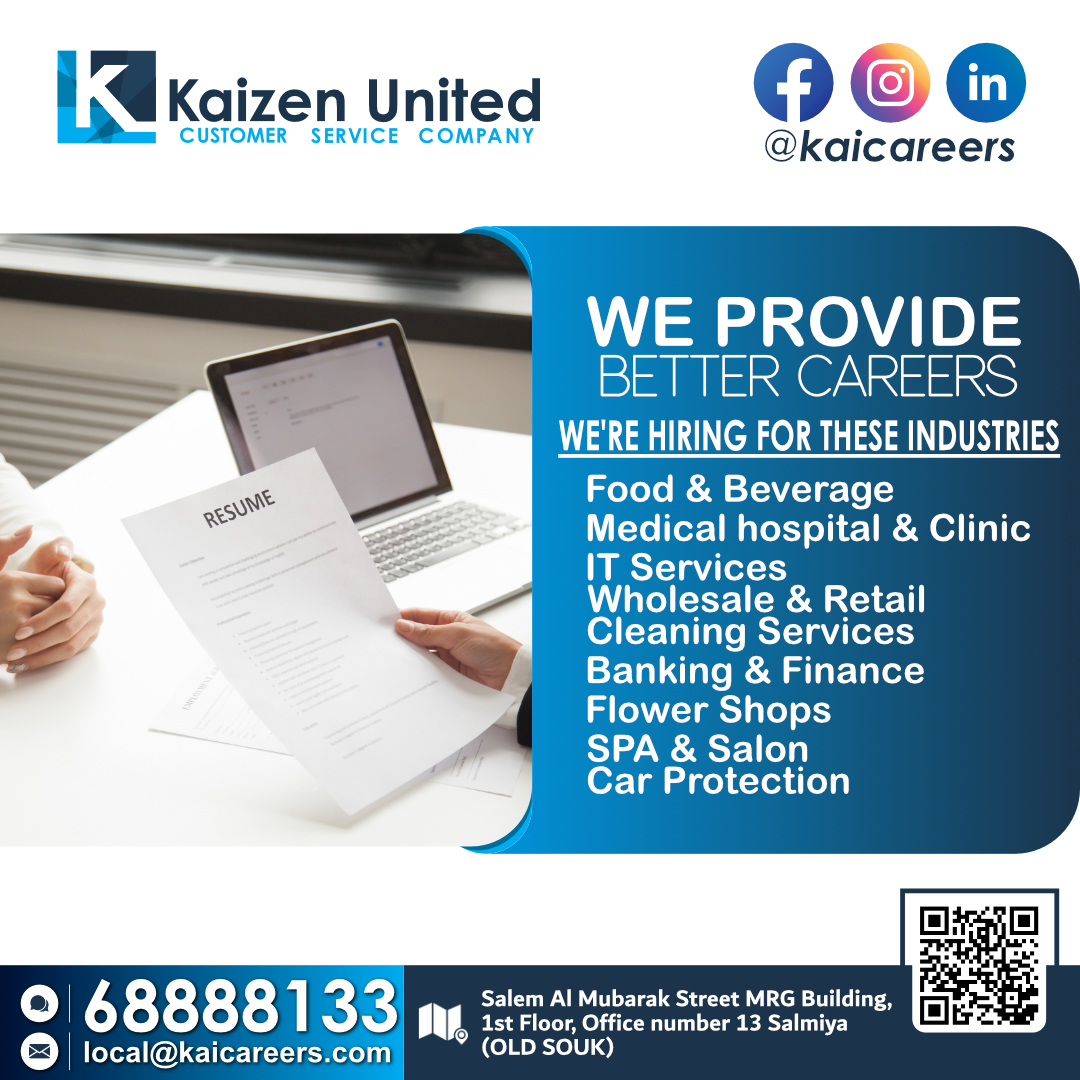 K
Kaizen United
CUSTOMER SERVICE COMPANY
f
in
@kaicareers
RESUME
WE PROVIDE
BETTER CAREERS
WE'RE HIRING FOR THESE INDUSTRIES
Food & Beverage
Medical hospital & Clinic
IT Services
Wholesale & Retail
Cleaning Services
Banking & Finance
Flower Shops
SPA & Salon
Car Protection
68888133
local@kaicareers.com
Salem Al Mubarak Street MRG Building,
1st Floor, Office number 13 Salmiya
(OLD SOUK)